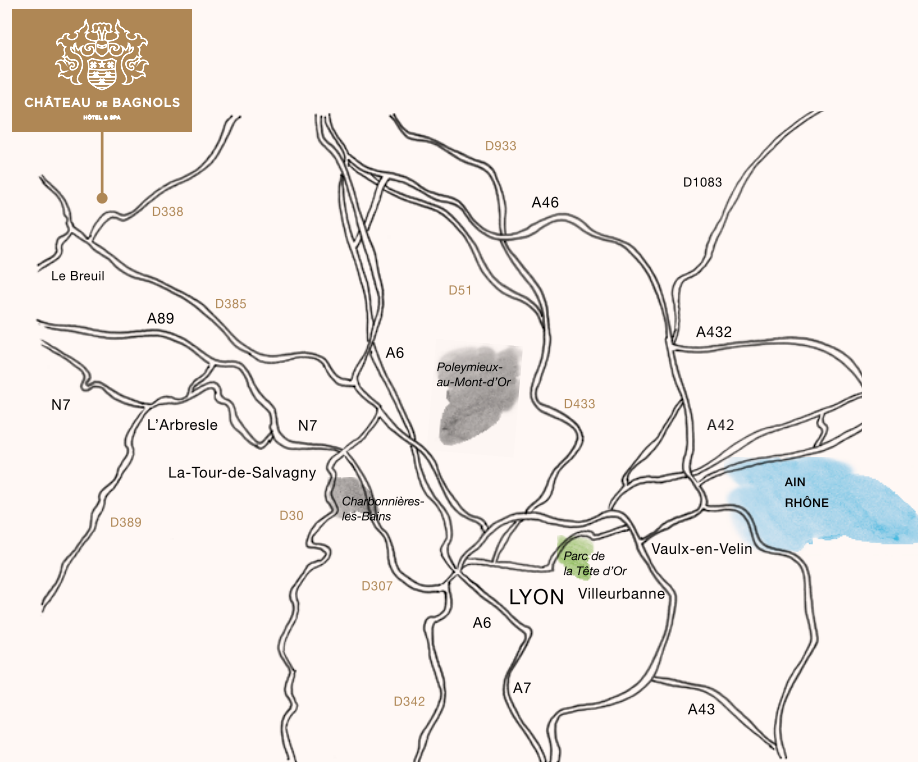 CHÂTEAU DE BAGNOLS
HÔTEL & SPA
D933
D1083
A46
D338
Le Breuil
D51
D385
A89
A432
A6
Poleymieux-
au-Mont-d'Or
N7
D433
L'Arbresle
N7
A42
La-Tour-de-Salvagny
AIN
RHÔNE
Charbonnières-
les-Bains
D30
D389
Vaulx-en-Velin
Parc de
la Tête d'Or
D307
LYON
Villeurbanne
A6
A7
D342
A43